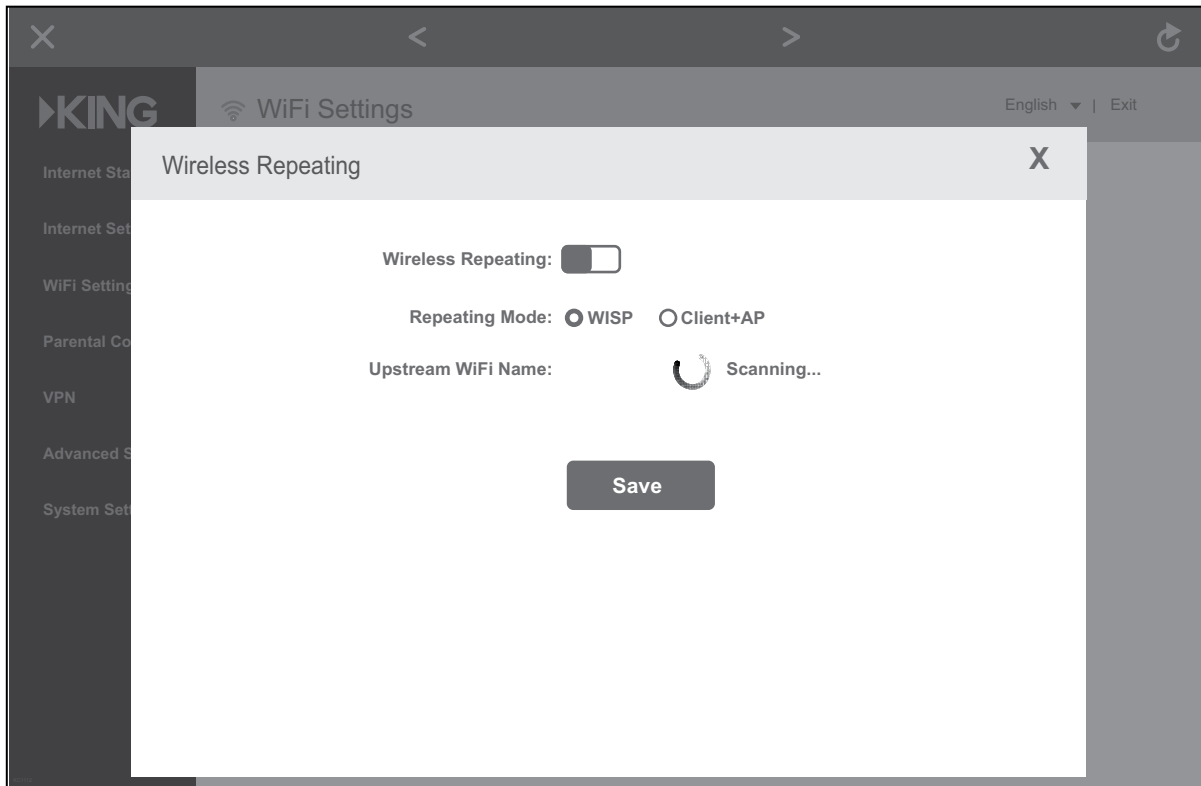 KING
WiFi Settings
English | Exit
Internet Sta
Internet Set
WiFi Setting
Parental Co
VPN
Advanced S
System Sett
Wireless Repeating
X
Wireless Repeating:
Repeating Mode: WISP Client+AP
Upstream WiFi Name: Scanning...
Save